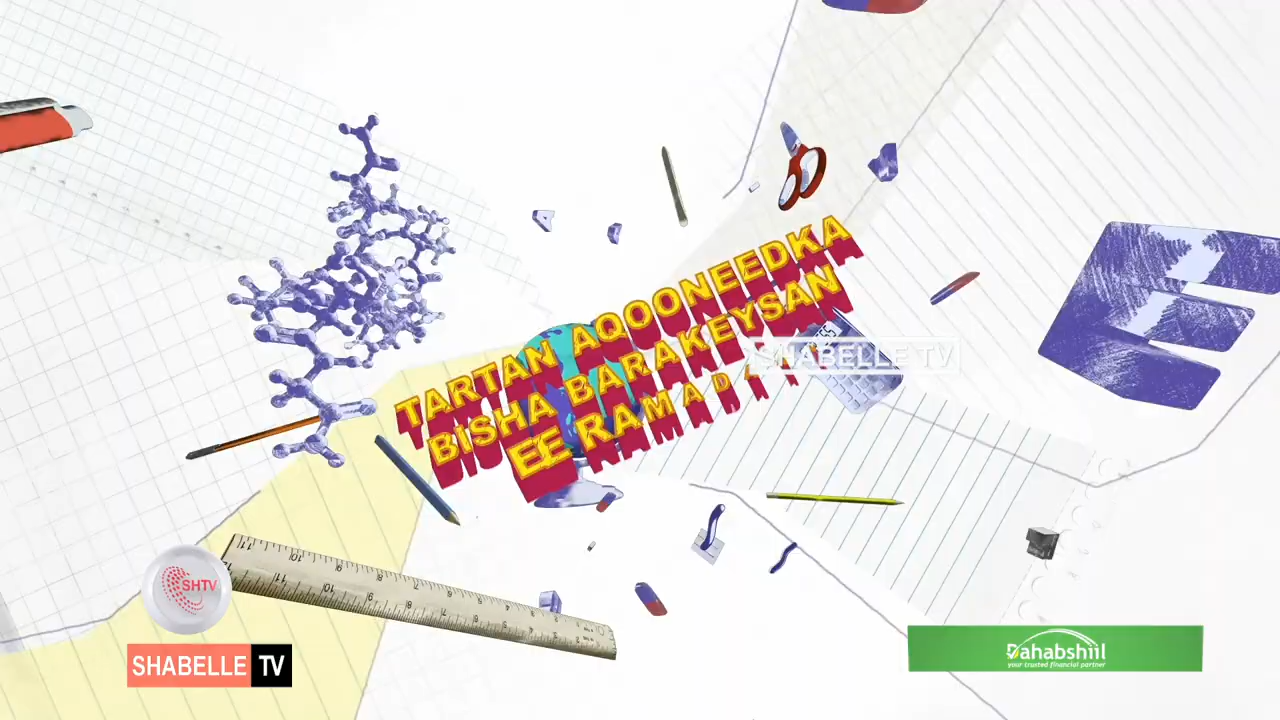 TARTAN AQOONEEDKA
BISHA BARAKEYSAN
EE RAMAD
SHABELLE TV
SHTV
SHABELLE TV
Dahabshiil
your trusted financial partner